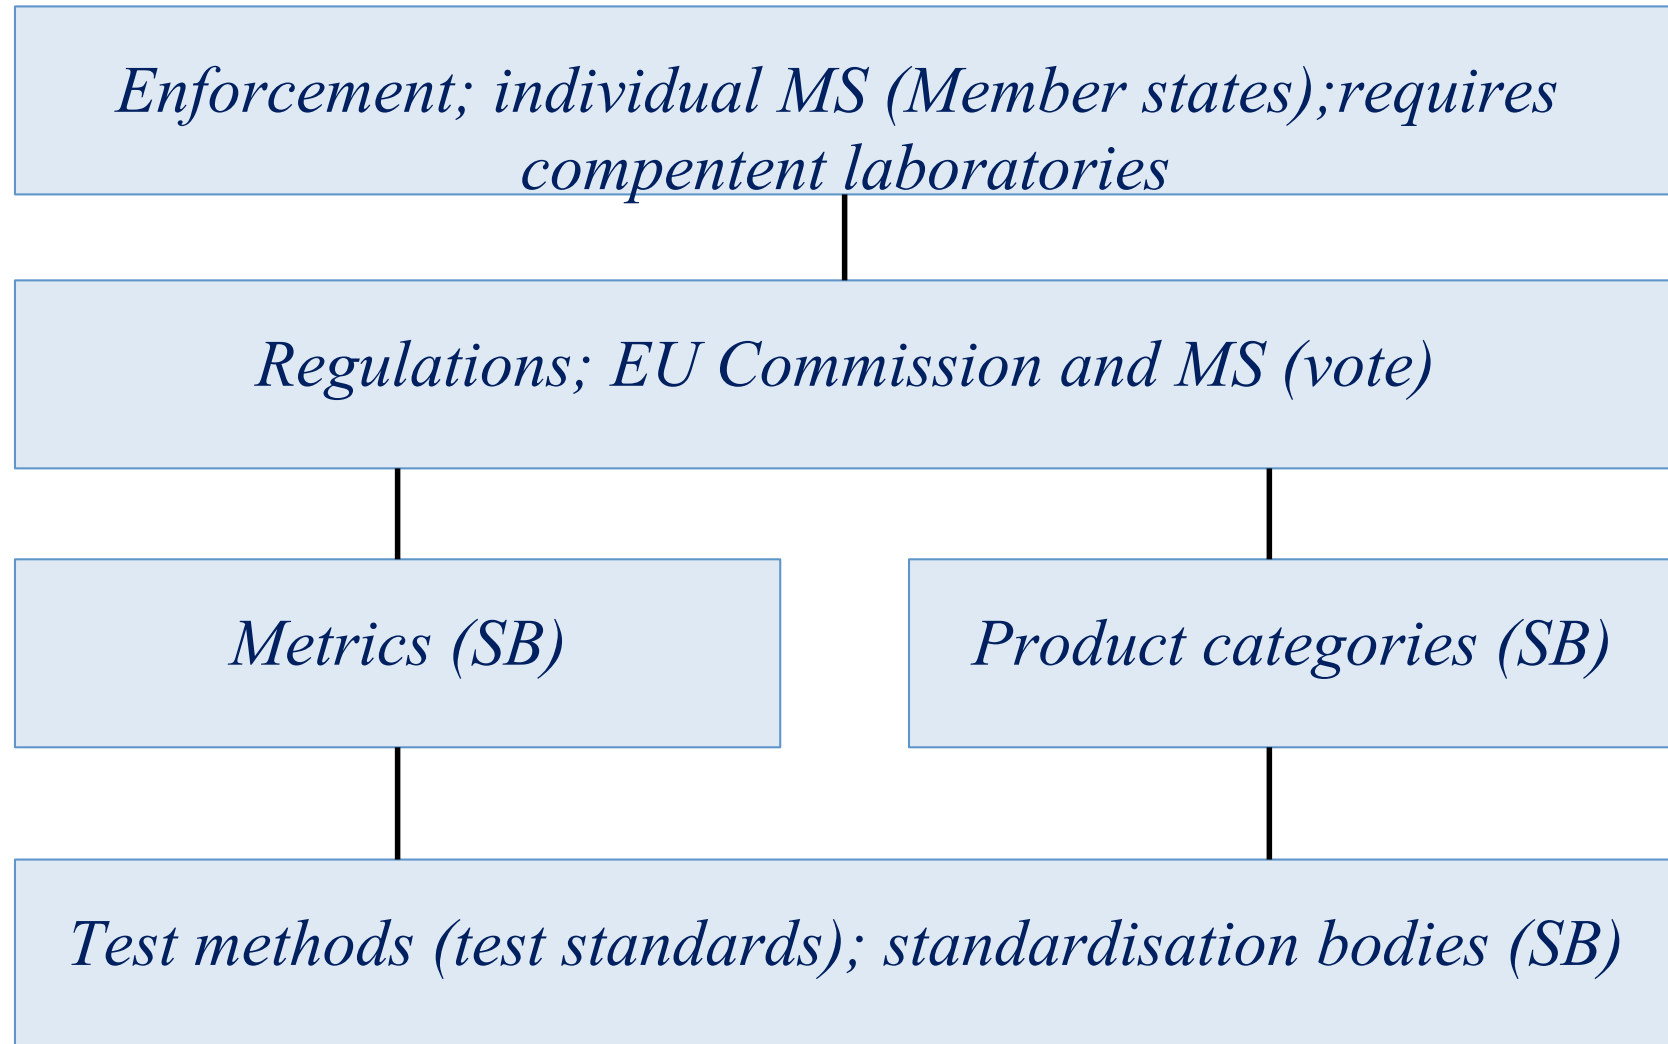 Enforcement; individual MS (Member states);requires
compentent laboratories
Regulations; EU Commission and MS (vote)
Metrics (SB)
Product categories (SB)
Test methods (test standards); standardisation bodies (SB)